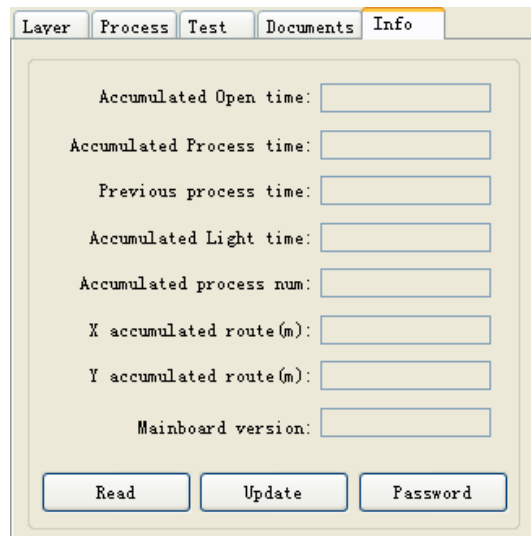 Layer Process Test Documents Info
Accumulated Open time:
Accumulated Process time:
Previous process time:
Accumulated Light time:
Accumulated process num:
X accumulated route(m):
Y accumulated route(m):
Mainboard version:
Read Update Password